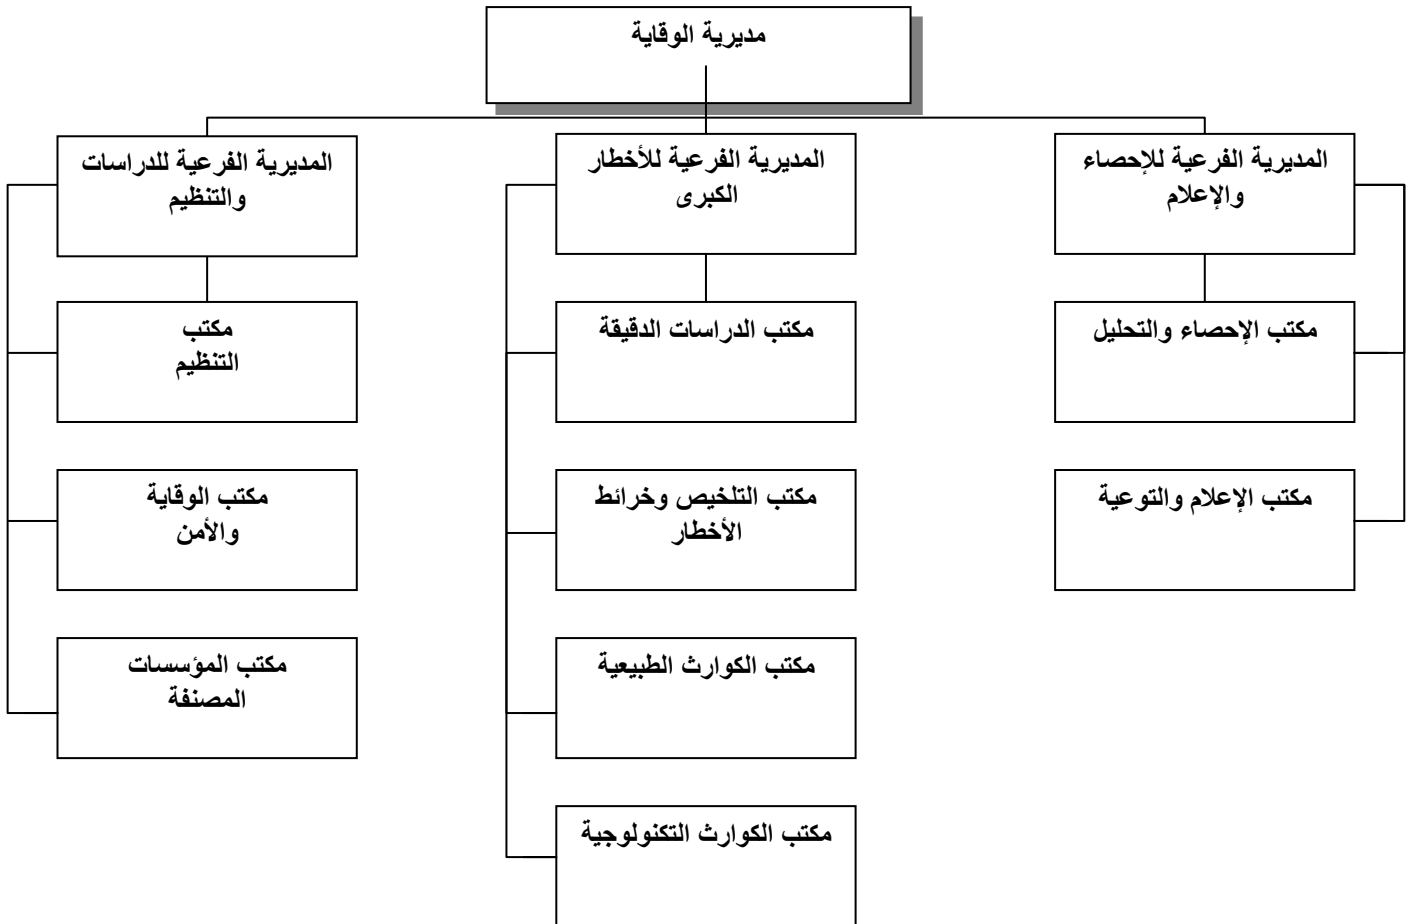 مديرية الوقاية
المديرية الفرعية للإحصاء
والإعلام
المديرية الفرعية للأخطار
الكبرى
المديرية الفرعية للدراسات
والتنظيم
مكتب الإحصاء والتحليل
مكتب الدراسات الدقيقة
مكتب
التنظيم
مكتب الإعلام والتوعية
مكتب التلخيص وخرائط
الأخطار
مكتب الوقاية
والأمن
مكتب الكوارث الطبيعية
مكتب المؤسسات
المصنفة
مكتب الكوارث التكنولوجية